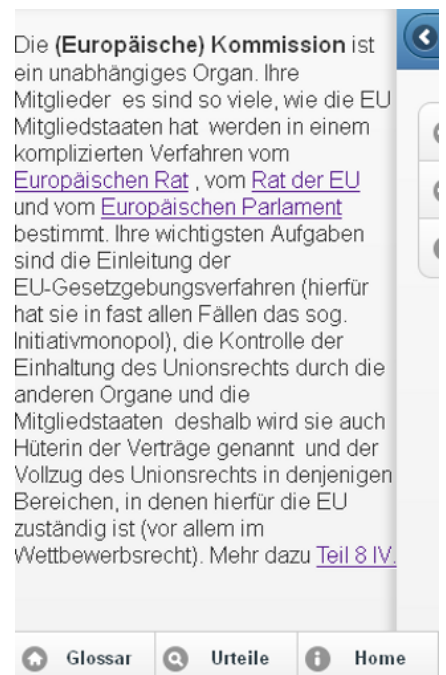 Die (Europäische) Kommission ist
ein unabhängiges Organ. Ihre
Mitglieder  es sind so viele, wie die EU
Mitgliedstaaten hat  werden in einem
komplizierten Verfahren vom
Europäischen Rat , vom Rat der EU
und vom Europäischen Parlament
bestimmt. Ihre wichtigsten Aufgaben
sind die Einleitung der
EU-Gesetzgebungsverfahren (hierfür
hat sie in fast allen Fällen das sog.
Initiativmonopol), die Kontrolle der
Einhaltung des Unionsrechts durch die
anderen Organe und die
Mitgliedstaaten  deshalb wird sie auch
Hüterin der Verträge genannt  und der
Vollzug des Unionsrechts in denjenigen
Bereichen, in denen hierfür die EU
zuständig ist (vor allem im
Wettbewerbsrecht). Mehr dazu Teil 8 IV.
Glossar Urteile Home